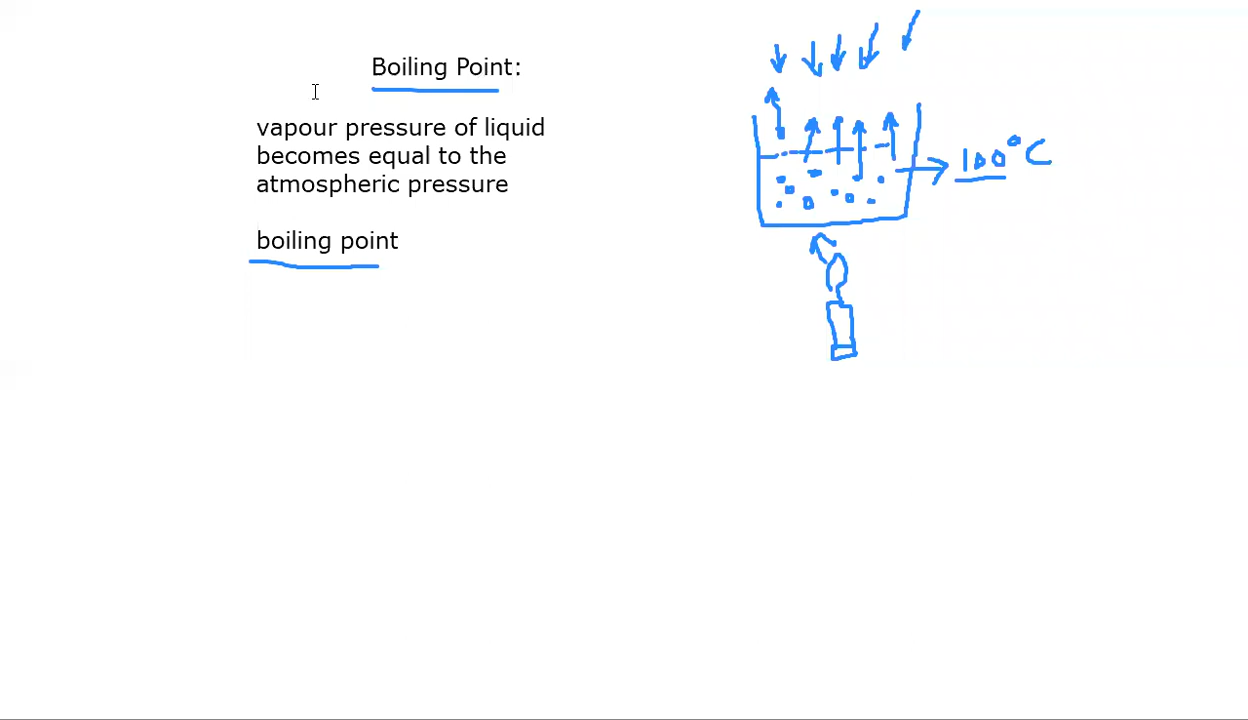 Boiling Point:
vapour pressure of liquid
becomes equal to the
atmospheric pressure
boiling point
100°C